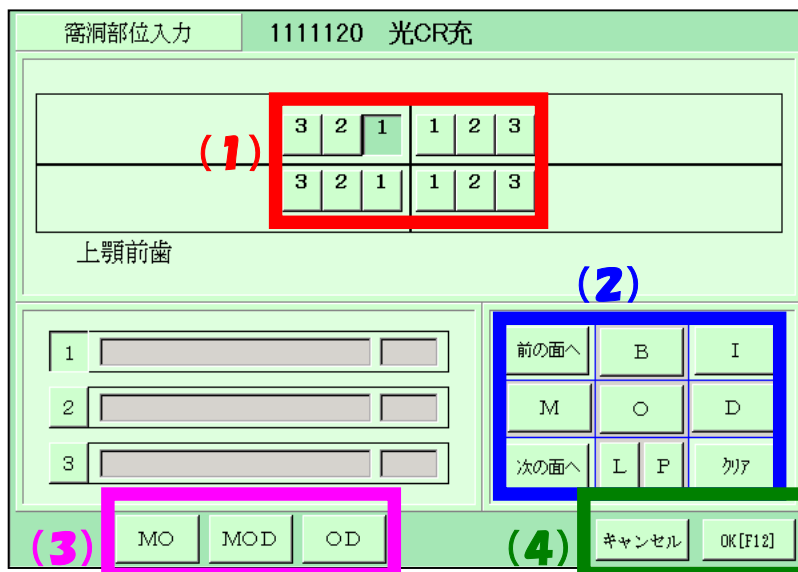 窩洞部位入力 1111120 光CR充
3 2 1 1 2 3
(1)
3 2 1 1 2 3
上顎前歯
(2)
1
2
3
前の面へ B I
M O D
次の面へ L P ｸﾘｱ
(3) MO MOD OD
(4) キャンセル OK[F12]